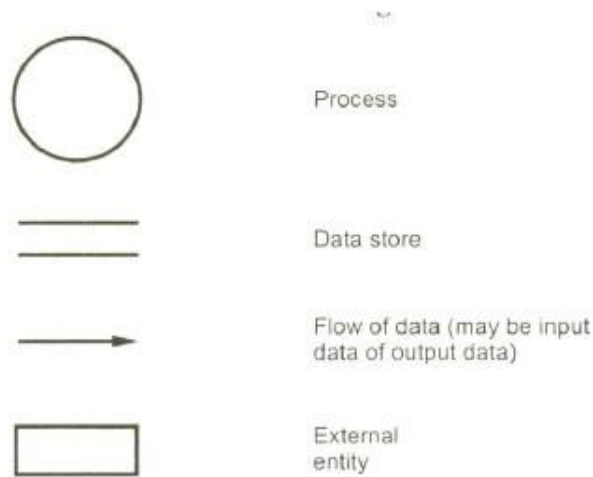 Process
Data store
Flow of data (may be input
data of output data)
External
entity